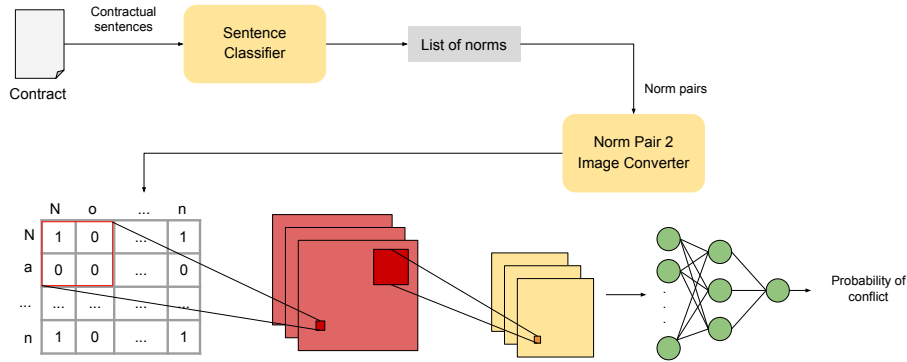 Contractual
sentences
Contract
Sentence
Classifier
List of norms
Norm pairs
Norm Pair 2
Image Converter
N o ... n
N 1 0 ... 1
a 0 0 ... 0
... ... ... ... ...
n 1 0 ... 1
.
.
.
Probability of
conflict